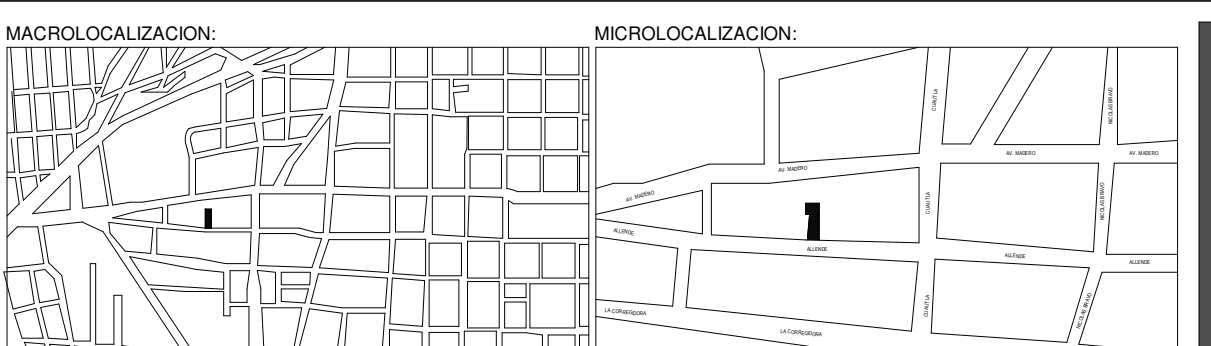 MACROLOCALIZACION:
MICROLOCALIZACION:
CUAUTLA
NICOLAS BRAVO
AV. MADERO
AV. MADERO
AV. MADERO
AV. MADERO
CUAUTLA
NICOLAS BRAVO
ALLENDE
ALLENDE
ALLENDE
ALLENDE
CUAUTLA
NICOLAS BRAVO
LA CORREGIDORA
LA CORREGIDORA